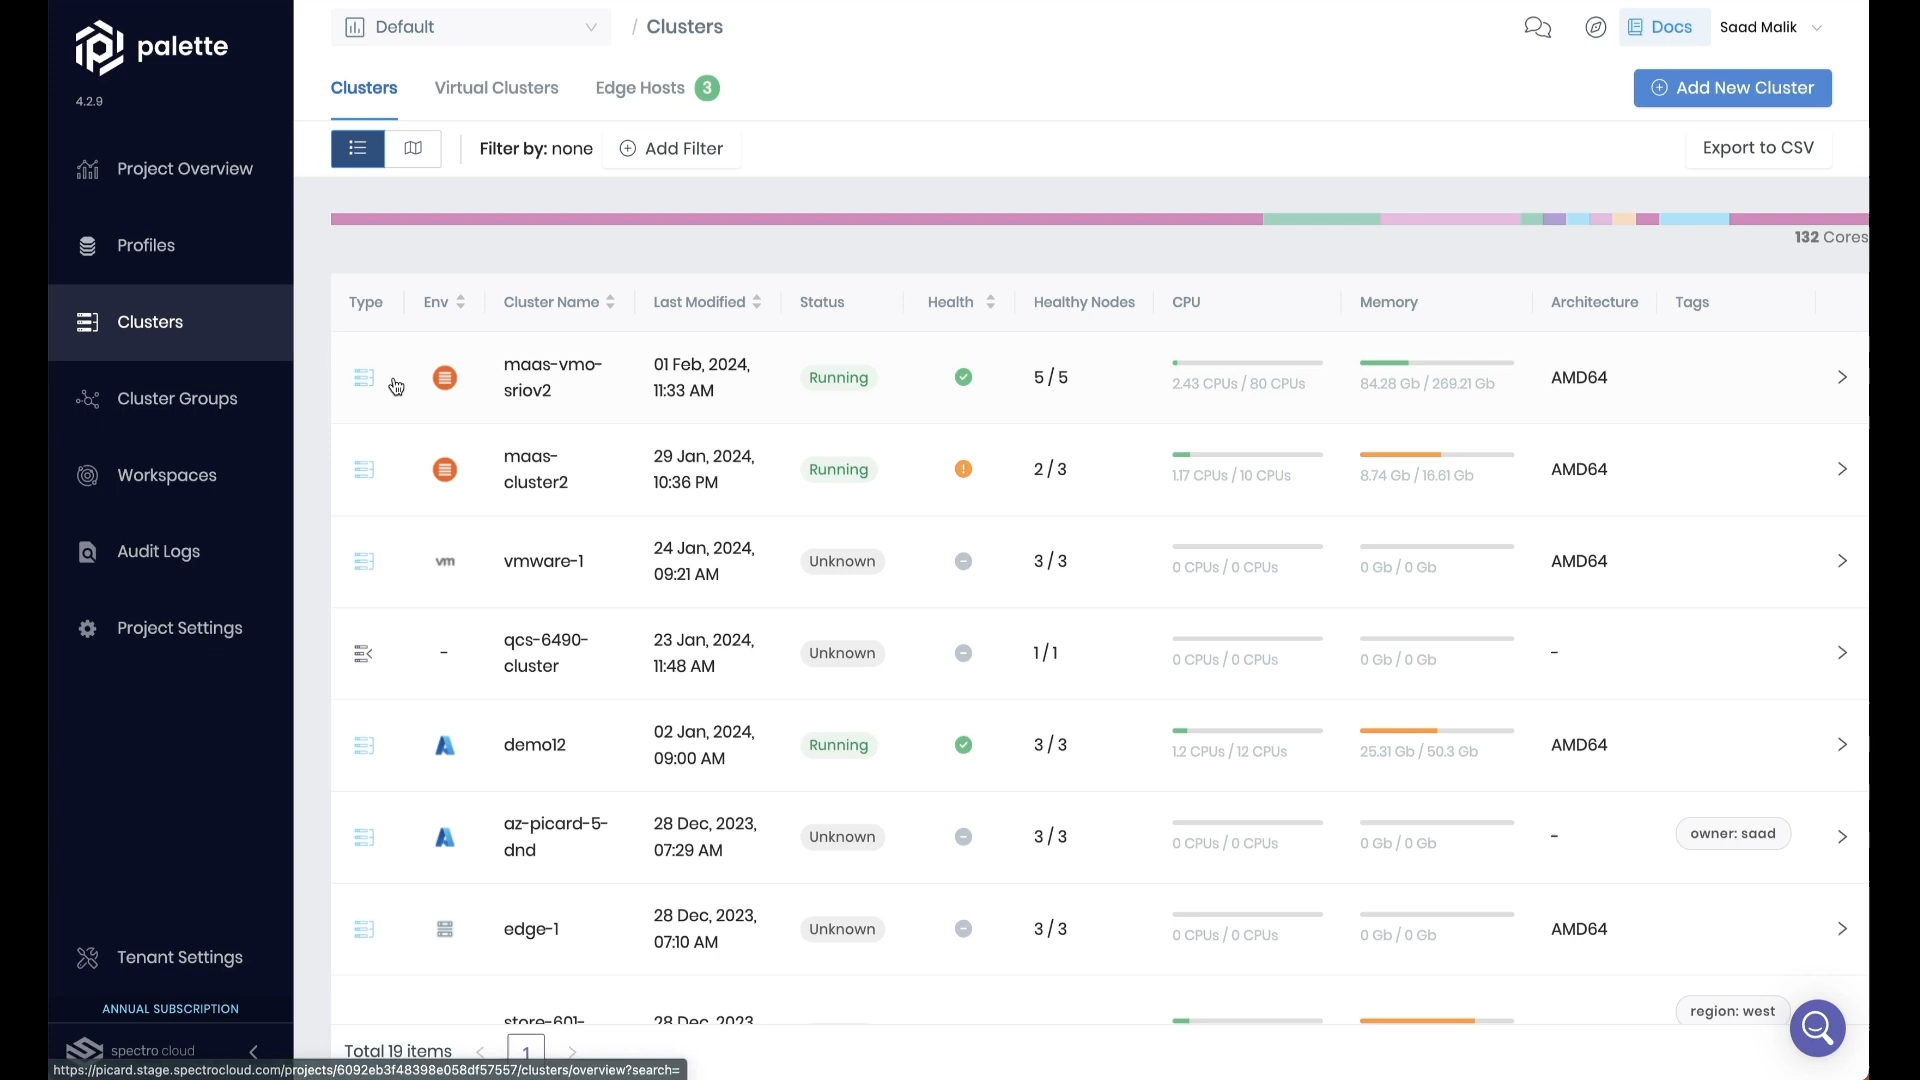 palette
4.2.9
Project Overview
Profiles
Clusters
Cluster Groups
Workspaces
Audit Logs
Project Settings
Tenant Settings
ANNUAL SUBSCRIPTION
spectro cloud
Default / Clusters
Docs
Saad Malik
Clusters
Virtual Clusters
Edge Hosts 3
Add New Cluster
Filter by: none
Add Filter
Export to CSV
132 Cores
Type Env Cluster Name Last Modified Status Health Healthy Nodes CPU Memory Architecture Tags
maas-vmo-
sriov2
01 Feb, 2024,
11:33 AM
Running
5 / 5
2.43 CPUs / 80 CPUs
84.28 Gb / 269.21 Gb
AMD64
maas-
cluster2
29 Jan, 2024,
10:36 PM
Running
2 / 3
1.17 CPUs / 10 CPUs
8.74 Gb / 16.61 Gb
AMD64
vm
vmware-1
24 Jan, 2024,
09:21 AM
Unknown
3 / 3
0 CPUs / 0 CPUs
0 Gb / 0 Gb
AMD64
-
qcs-6490-
cluster
23 Jan, 2024,
11:48 AM
Unknown
1 / 1
0 CPUs / 0 CPUs
0 Gb / 0 Gb
-
demo12
02 Jan, 2024,
09:00 AM
Running
3 / 3
1.2 CPUs / 12 CPUs
25.31 Gb / 50.3 Gb
AMD64
az-picard-5-
dnd
28 Dec, 2023,
07:29 AM
Unknown
3 / 3
0 CPUs / 0 CPUs
0 Gb / 0 Gb
-
owner: saad
edge-1
28 Dec, 2023,
07:10 AM
Unknown
3 / 3
0 CPUs / 0 CPUs
0 Gb / 0 Gb
AMD64
store-601-
28 Dec, 2023,
region: west
Total 19 items
1
https://picard.stage.spectrocloud.com/projects/6092eb3f48398e058df57557/clusters/overview?search=